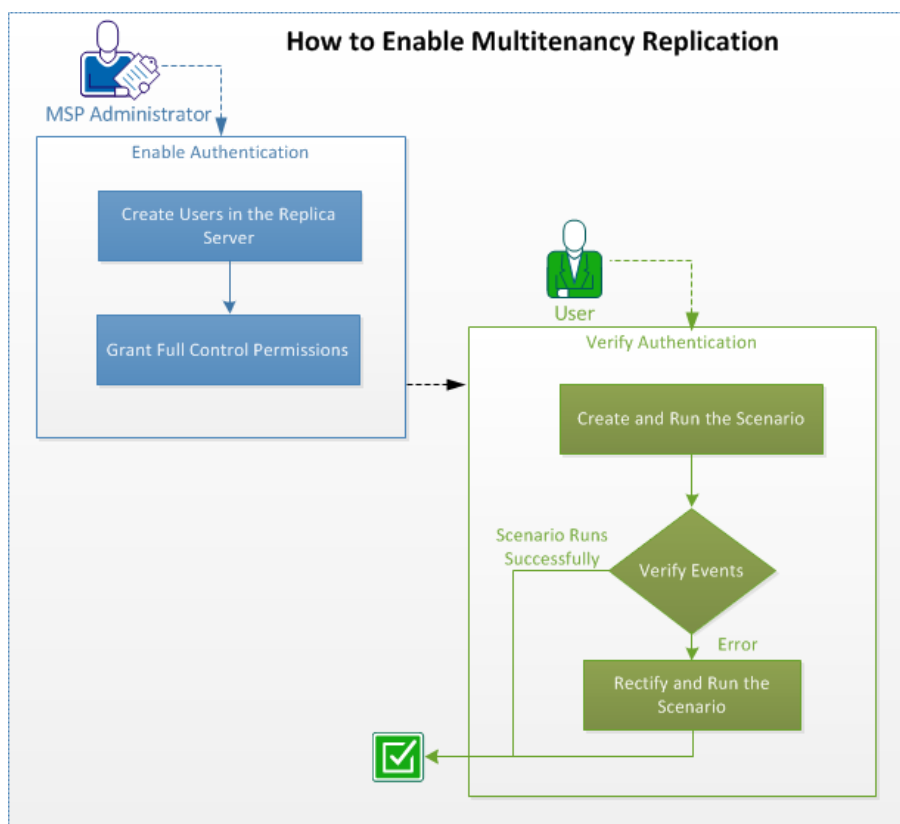 How to Enable Multitenancy Replication
MSP Administrator
Enable Authentication
Create Users in the Replica
Server
Grant Full Control Permissions
User
Verify Authentication
Create and Run the Scenario
Scenario Runs
Successfully
Verify Events
Error
Rectify and Run the
Scenario